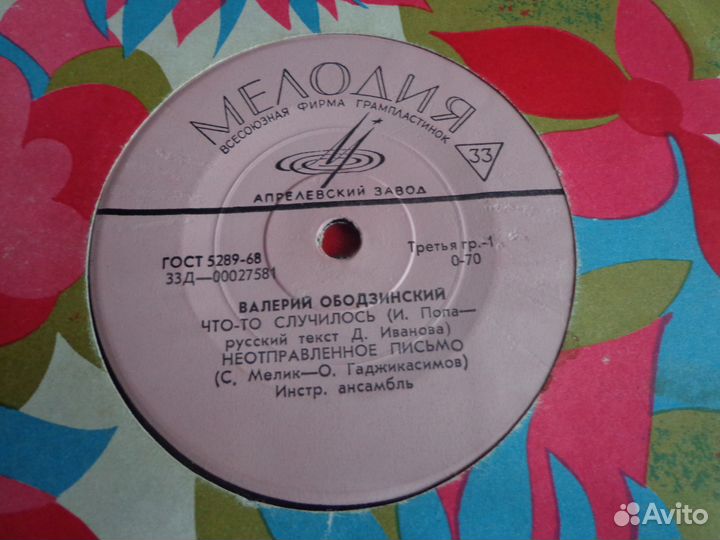 МЕЛОДИЯ
ВСЕСОЮЗНАЯ ФИРМА ГРАМПЛАСТИНОК
33
АПРЕЛЕВСКИЙ ЗАВОД
ГОСТ 5289-68
33Д—00027581
Третья гр.-1
0-70
ВАЛЕРИЙ ОБОДЗИНСКИЙ
ЧТО-ТО СЛУЧИЛОСЬ (И. Попа—
русский текст Д. Иванова)
НЕОТПРАВЛЕННОЕ ПИСЬМО
(С. Мелик—О. Гаджикасимов)
Инстр. ансамбль
Avito